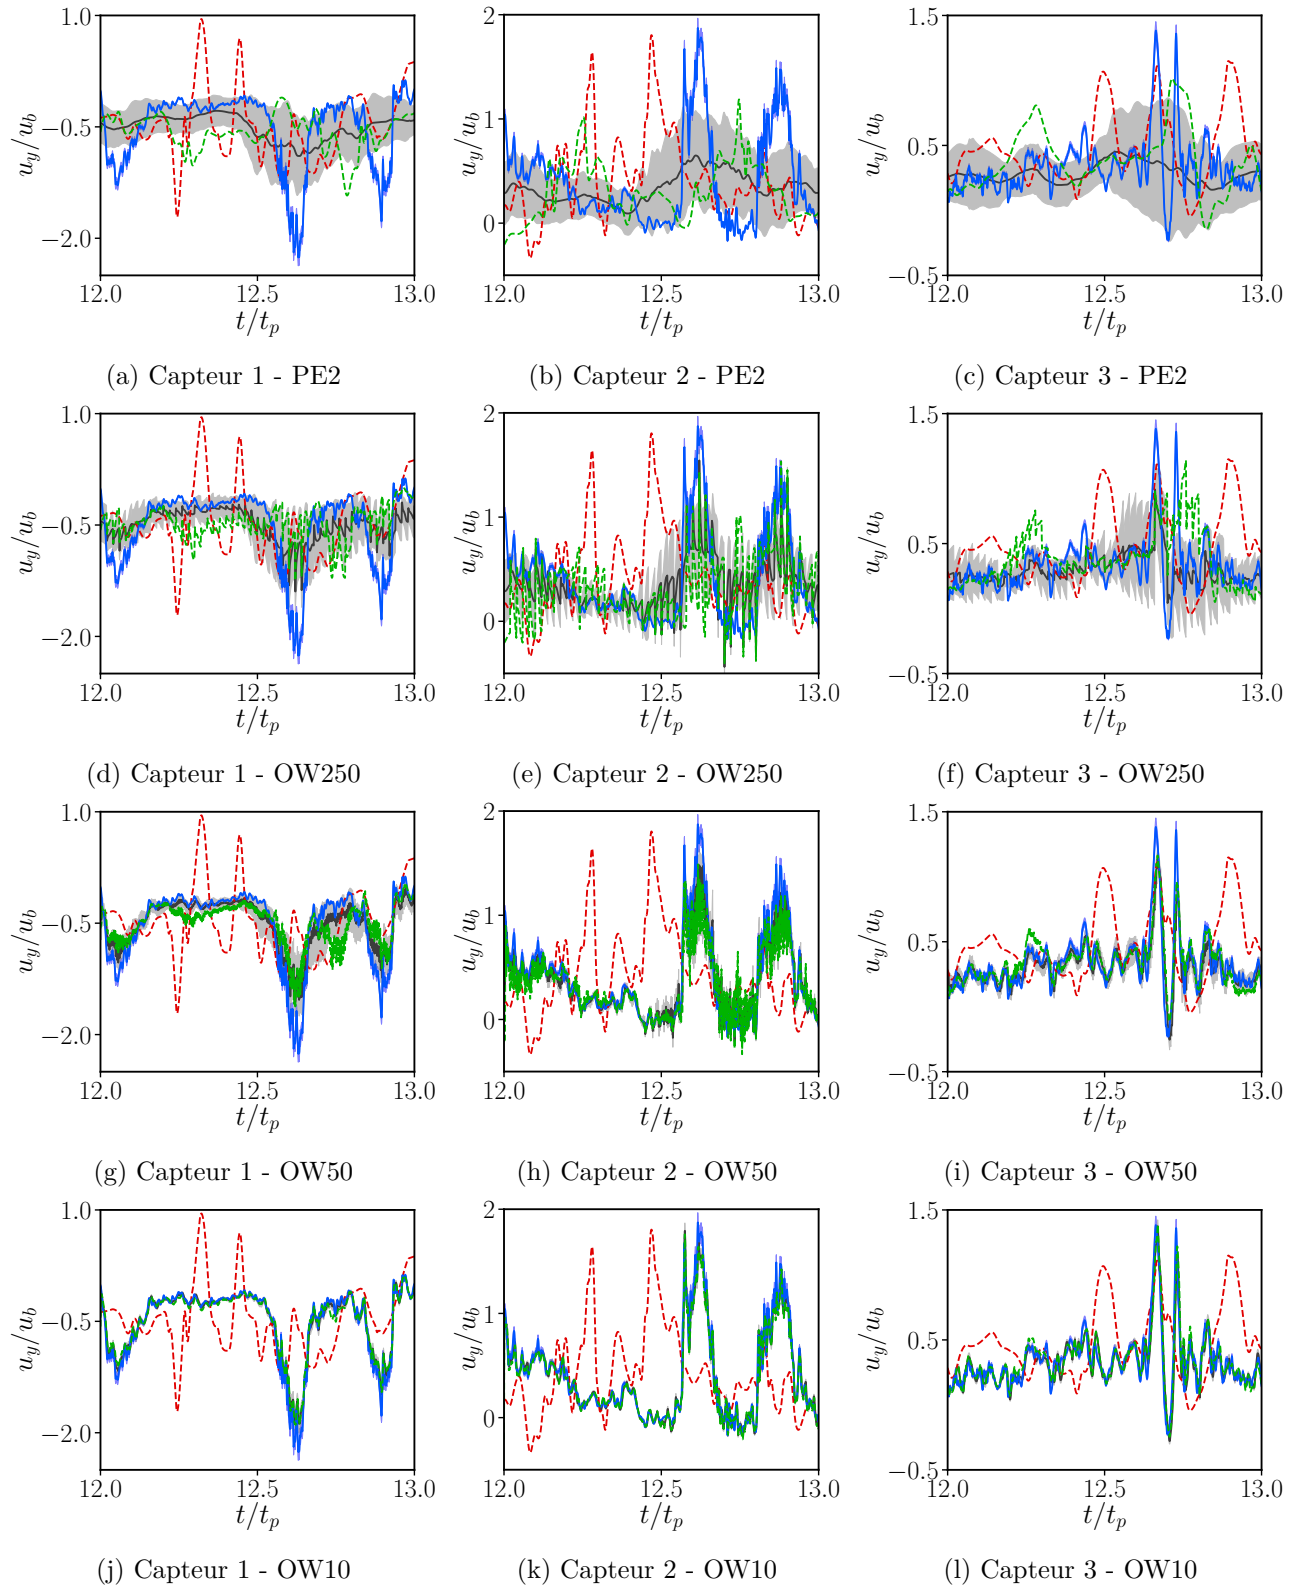 1.0 2 1.5
u_y/u_b −0.5 u_y/u_b 1 u_y/u_b 0.5
−2.0 0 −0.5
12.0 12.5 13.0 12.0 12.5 13.0 12.0 12.5 13.0
t/t_p t/t_p t/t_p
(a) Capteur 1 - PE2 (b) Capteur 2 - PE2 (c) Capteur 3 - PE2
1.0 2 1.5
u_y/u_b −0.5 u_y/u_b 1 u_y/u_b 0.5
−2.0 0 −0.5
12.0 12.5 13.0 12.0 12.5 13.0 12.0 12.5 13.0
t/t_p t/t_p t/t_p
(d) Capteur 1 - OW250 (e) Capteur 2 - OW250 (f) Capteur 3 - OW250
1.0 2 1.5
u_y/u_b −0.5 u_y/u_b 1 u_y/u_b 0.5
−2.0 0 −0.5
12.0 12.5 13.0 12.0 12.5 13.0 12.0 12.5 13.0
t/t_p t/t_p t/t_p
(g) Capteur 1 - OW50 (h) Capteur 2 - OW50 (i) Capteur 3 - OW50
1.0 2 1.5
u_y/u_b −0.5 u_y/u_b 1 u_y/u_b 0.5
−2.0 0 −0.5
12.0 12.5 13.0 12.0 12.5 13.0 12.0 12.5 13.0
t/t_p t/t_p t/t_p
(j) Capteur 1 - OW10 (k) Capteur 2 - OW10 (l) Capteur 3 - OW10